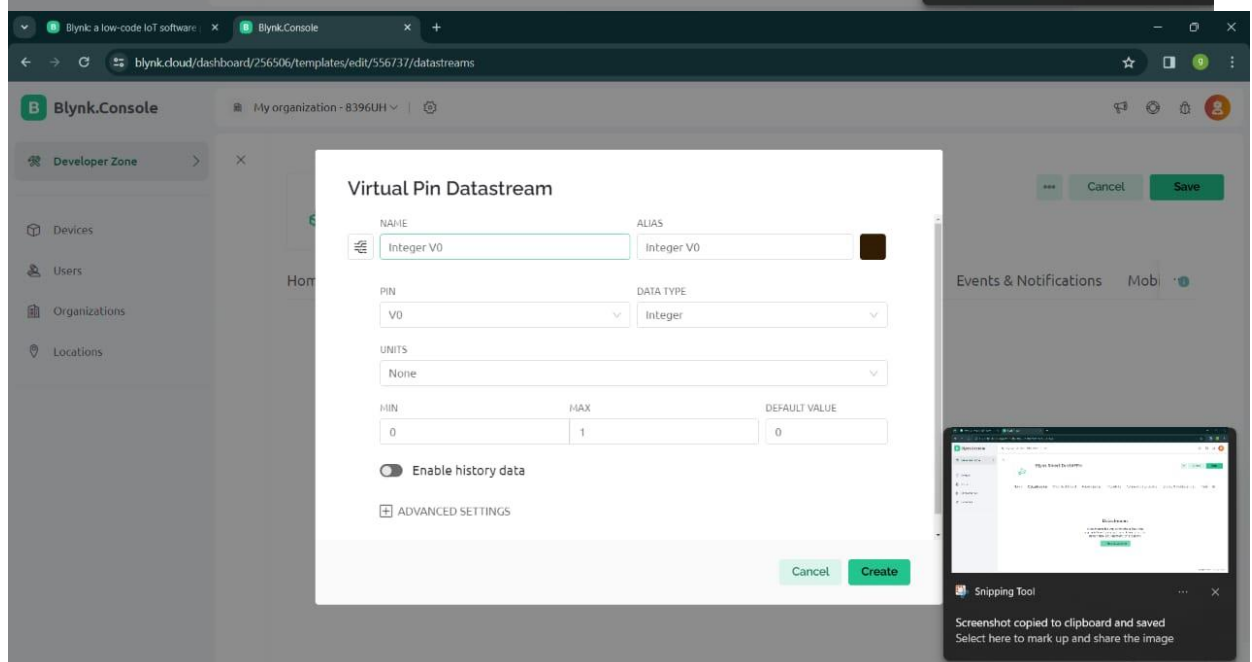 Blynk: a low-code IoT software
Blynk.Console
blynk.cloud/dashboard/256506/templates/edit/556737/datastreams
9
B Blynk.Console
My organization - 8396UH
Developer Zone
Devices
Users
Organizations
Locations
Cancel Save
Hom
Events & Notifications Mobi
Virtual Pin Datastream
NAME ALIAS
Integer V0 Integer V0
PIN DATA TYPE
V0 Integer
UNITS
None
MIN MAX DEFAULT VALUE
0 1 0
Enable history data
ADVANCED SETTINGS
Cancel Create
Snipping Tool
Screenshot copied to clipboard and saved
Select here to mark up and share the image